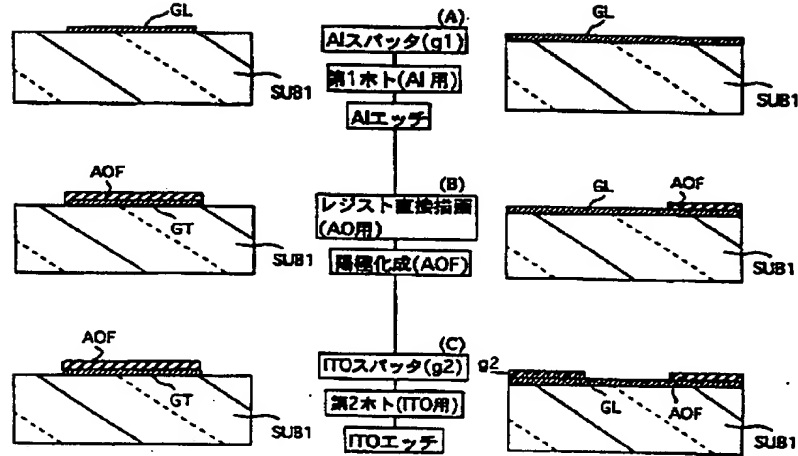 GL
SUB1
(A)
Alスパッタ(g1)
第1ホト(Al 用)
Alエッチ
GL
SUB1
AOF
GT
SUB1
(B)
レジスト直接描画
(AO用)
陽極化成(AOF)
GL
AOF
SUB1
AOF
GT
SUB1
(C)
ITOスパッタ(g2)
第2ホト(ITO用)
ITOエッチ
g2
GL
AOF
SUB1